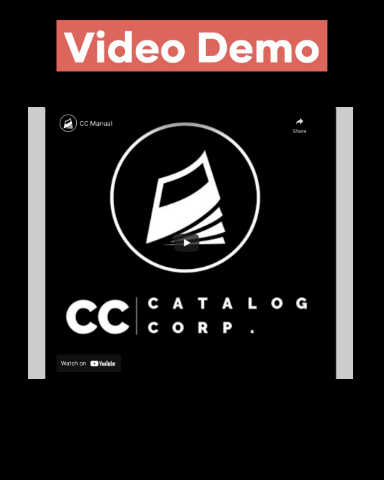 Video Demo
CC Manual
Share
CC CATALOG
CORP.
Watch on YouTube